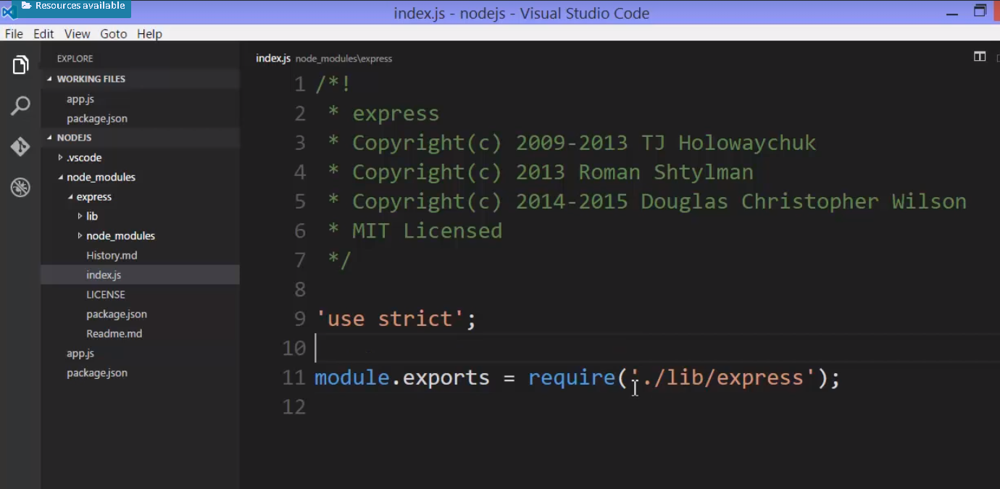 Resources available
index.js - nodejs - Visual Studio Code
File Edit View Goto Help
EXPLORE
WORKING FILES
app.js
package.json
NODEJS
.vscode
node_modules
express
lib
node_modules
History.md
index.js
LICENSE
package.json
Readme.md
app.js
package.json
index.js node_modules\express
1 /*!
2  * express
3  * Copyright(c) 2009-2013 TJ Holowaychuk
4  * Copyright(c) 2013 Roman Shtylman
5  * Copyright(c) 2014-2015 Douglas Christopher Wilson
6  * MIT Licensed
7  */
8
9 'use strict';
10
11 module.exports = require('./lib/express');
12